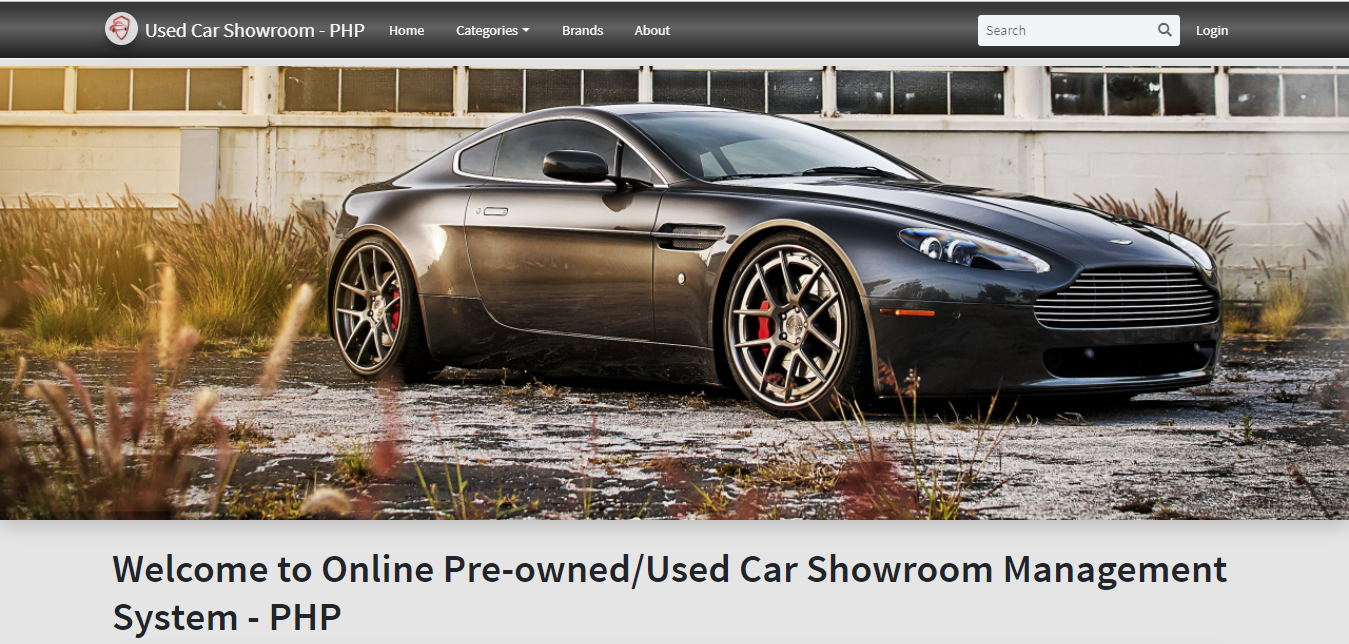 Used Car Showroom - PHP Home Categories Brands About Search Login
Welcome to Online Pre-owned/Used Car Showroom Management
System - PHP